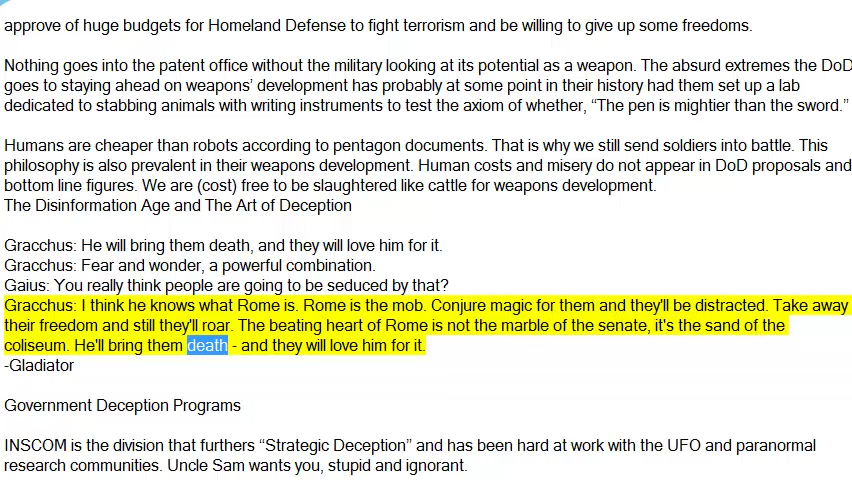 approve of huge budgets for Homeland Defense to fight terrorism and be willing to give up some freedoms.
Nothing goes into the patent office without the military looking at its potential as a weapon. The absurd extremes the DoD
goes to staying ahead on weapons’ development has probably at some point in their history had them set up a lab
dedicated to stabbing animals with writing instruments to test the axiom of whether, “The pen is mightier than the sword.”
Humans are cheaper than robots according to pentagon documents. That is why we still send soldiers into battle. This
philosophy is also prevalent in their weapons development. Human costs and misery do not appear in DoD proposals and
bottom line figures. We are (cost) free to be slaughtered like cattle for weapons development.
The Disinformation Age and The Art of Deception
Gracchus: He will bring them death, and they will love him for it.
Gracchus: Fear and wonder, a powerful combination.
Gaius: You really think people are going to be seduced by that?
Gracchus: I think he knows what Rome is. Rome is the mob. Conjure magic for them and they'll be distracted. Take away
their freedom and still they'll roar. The beating heart of Rome is not the marble of the senate, it's the sand of the
coliseum. He'll bring them death - and they will love him for it.
-Gladiator
Government Deception Programs
INSCOM is the division that furthers “Strategic Deception” and has been hard at work with the UFO and paranormal
research communities. Uncle Sam wants you, stupid and ignorant.